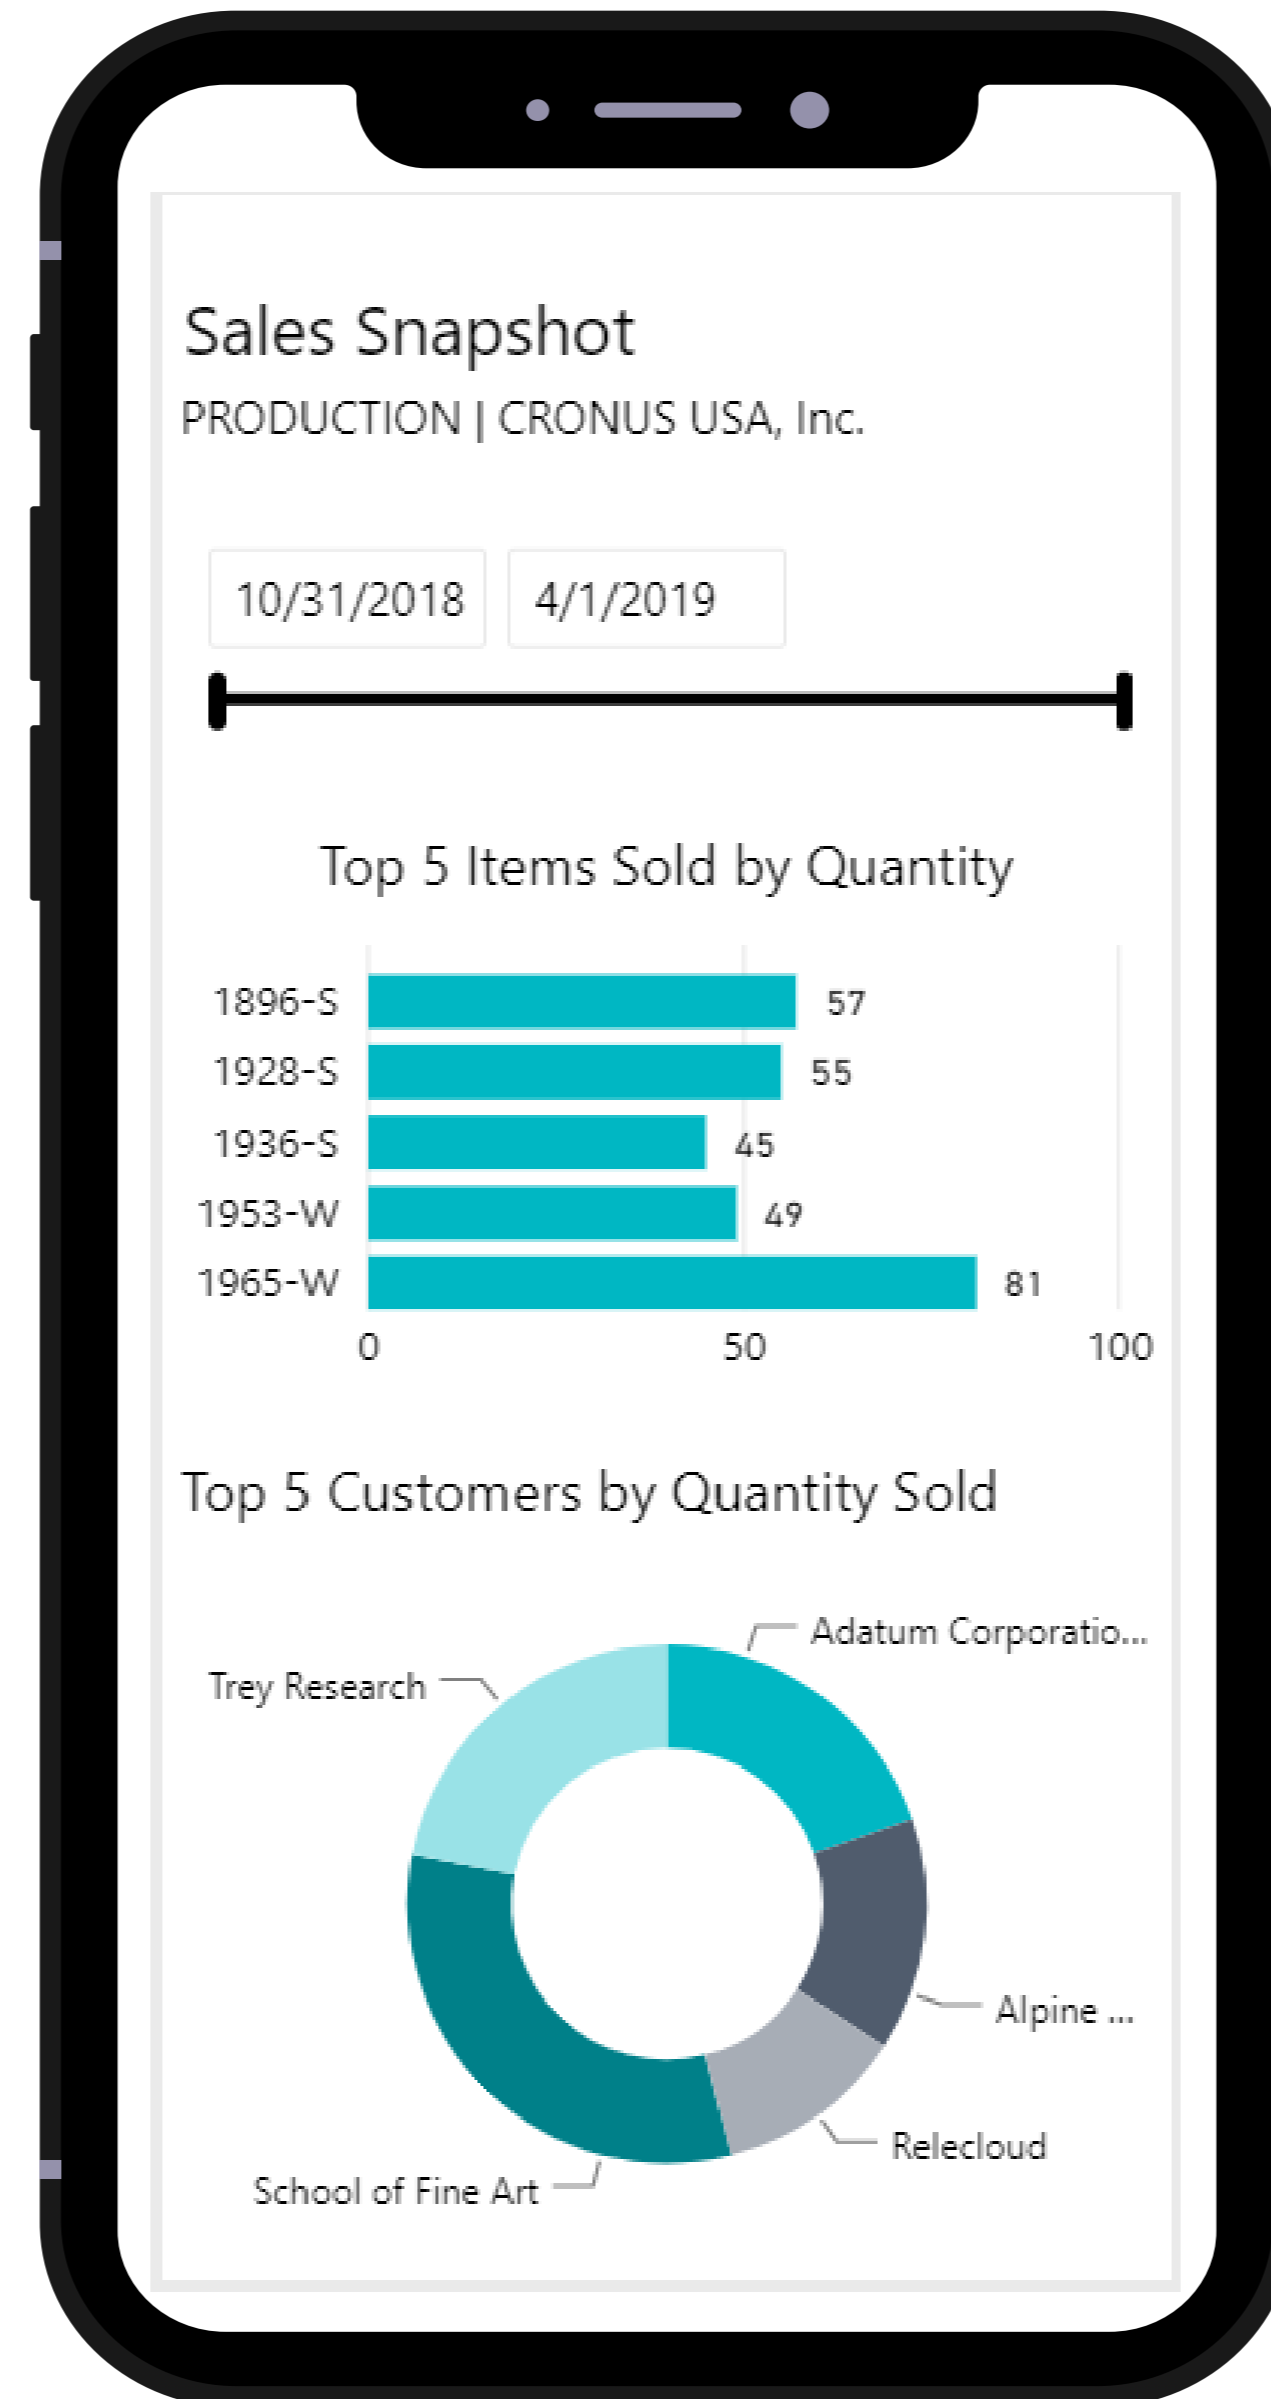 Sales Snapshot
PRODUCTION | CRONUS USA, Inc.
10/31/2018 4/1/2019
Top 5 Items Sold by Quantity
1896-S 57
1928-S 55
1936-S 45
1953-W 49
1965-W 81
0 50 100
Top 5 Customers by Quantity Sold
Adatum Corporatio...
Trey Research
Alpine ...
Relecloud
School of Fine Art